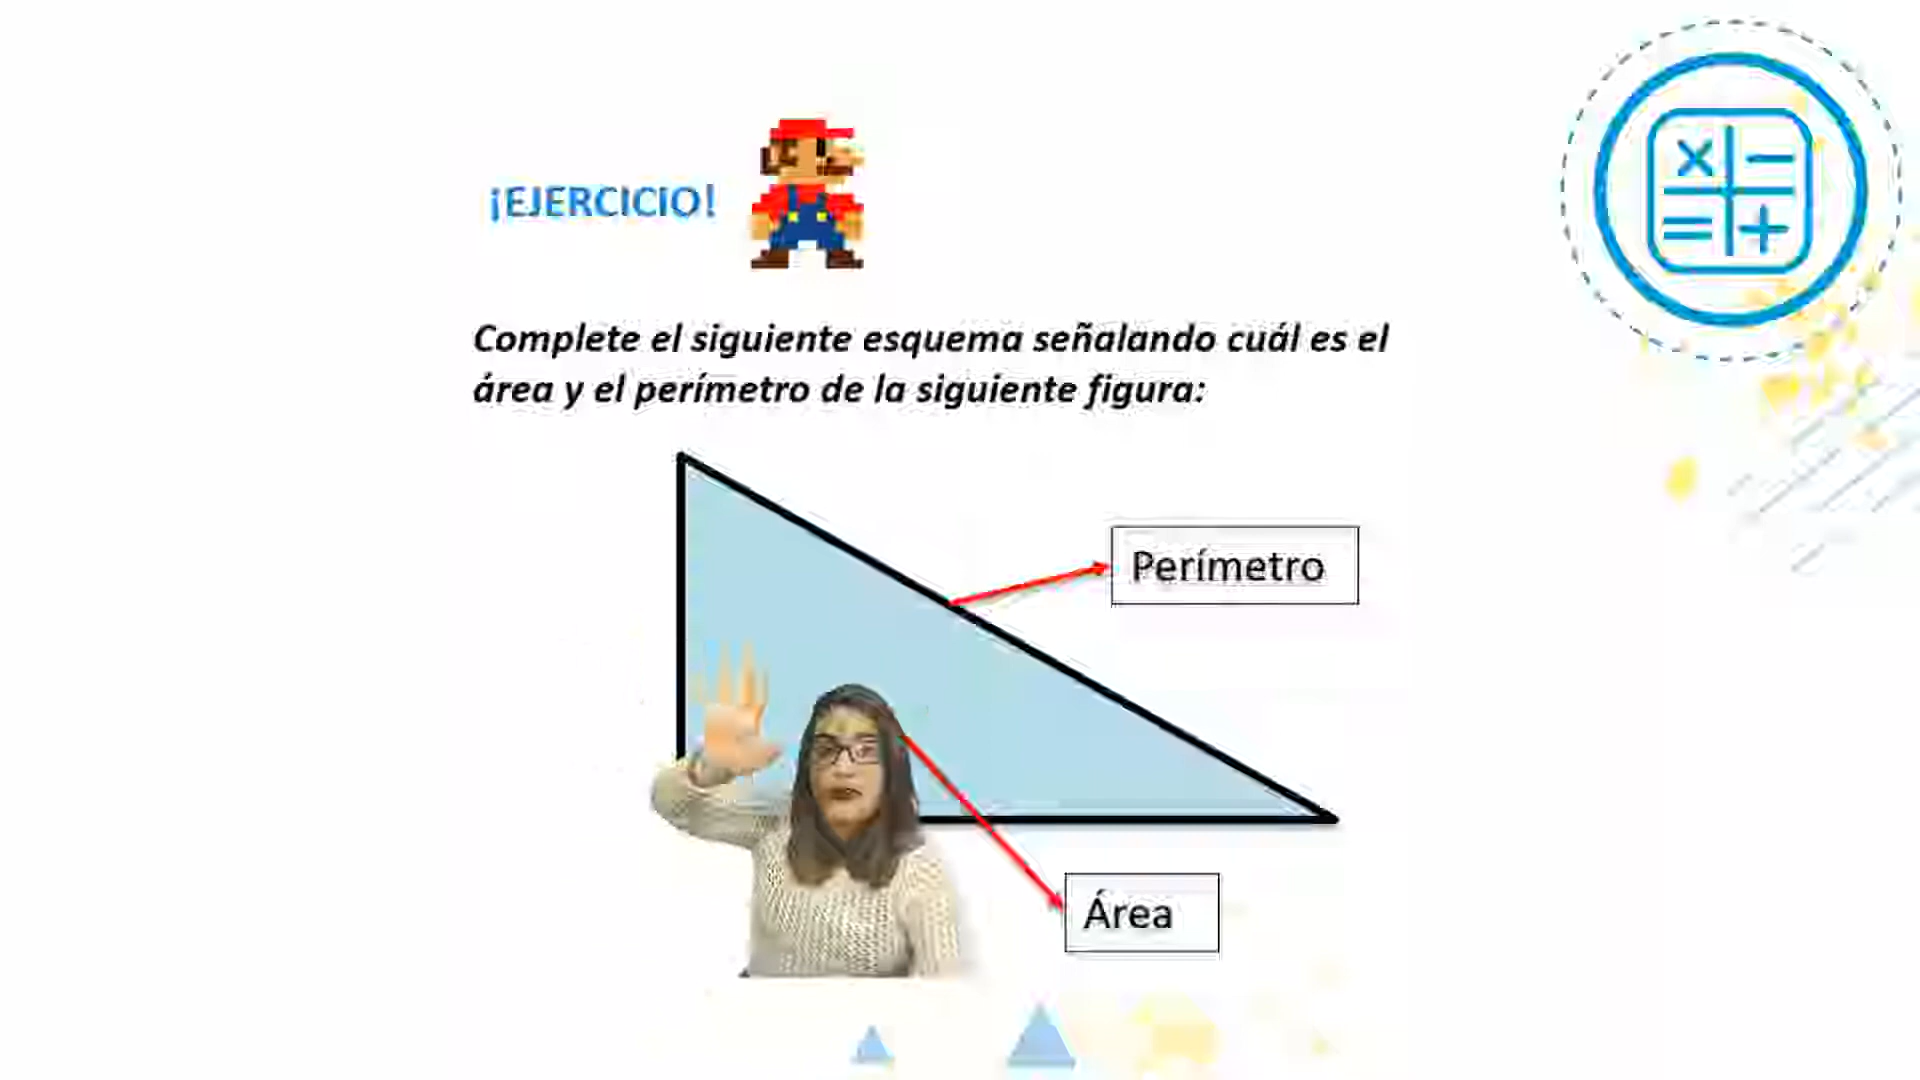 ¡EJERCICIO!
Complete el siguiente esquema señalando cuál es el
área y el perímetro de la siguiente figura:
Perímetro
Área